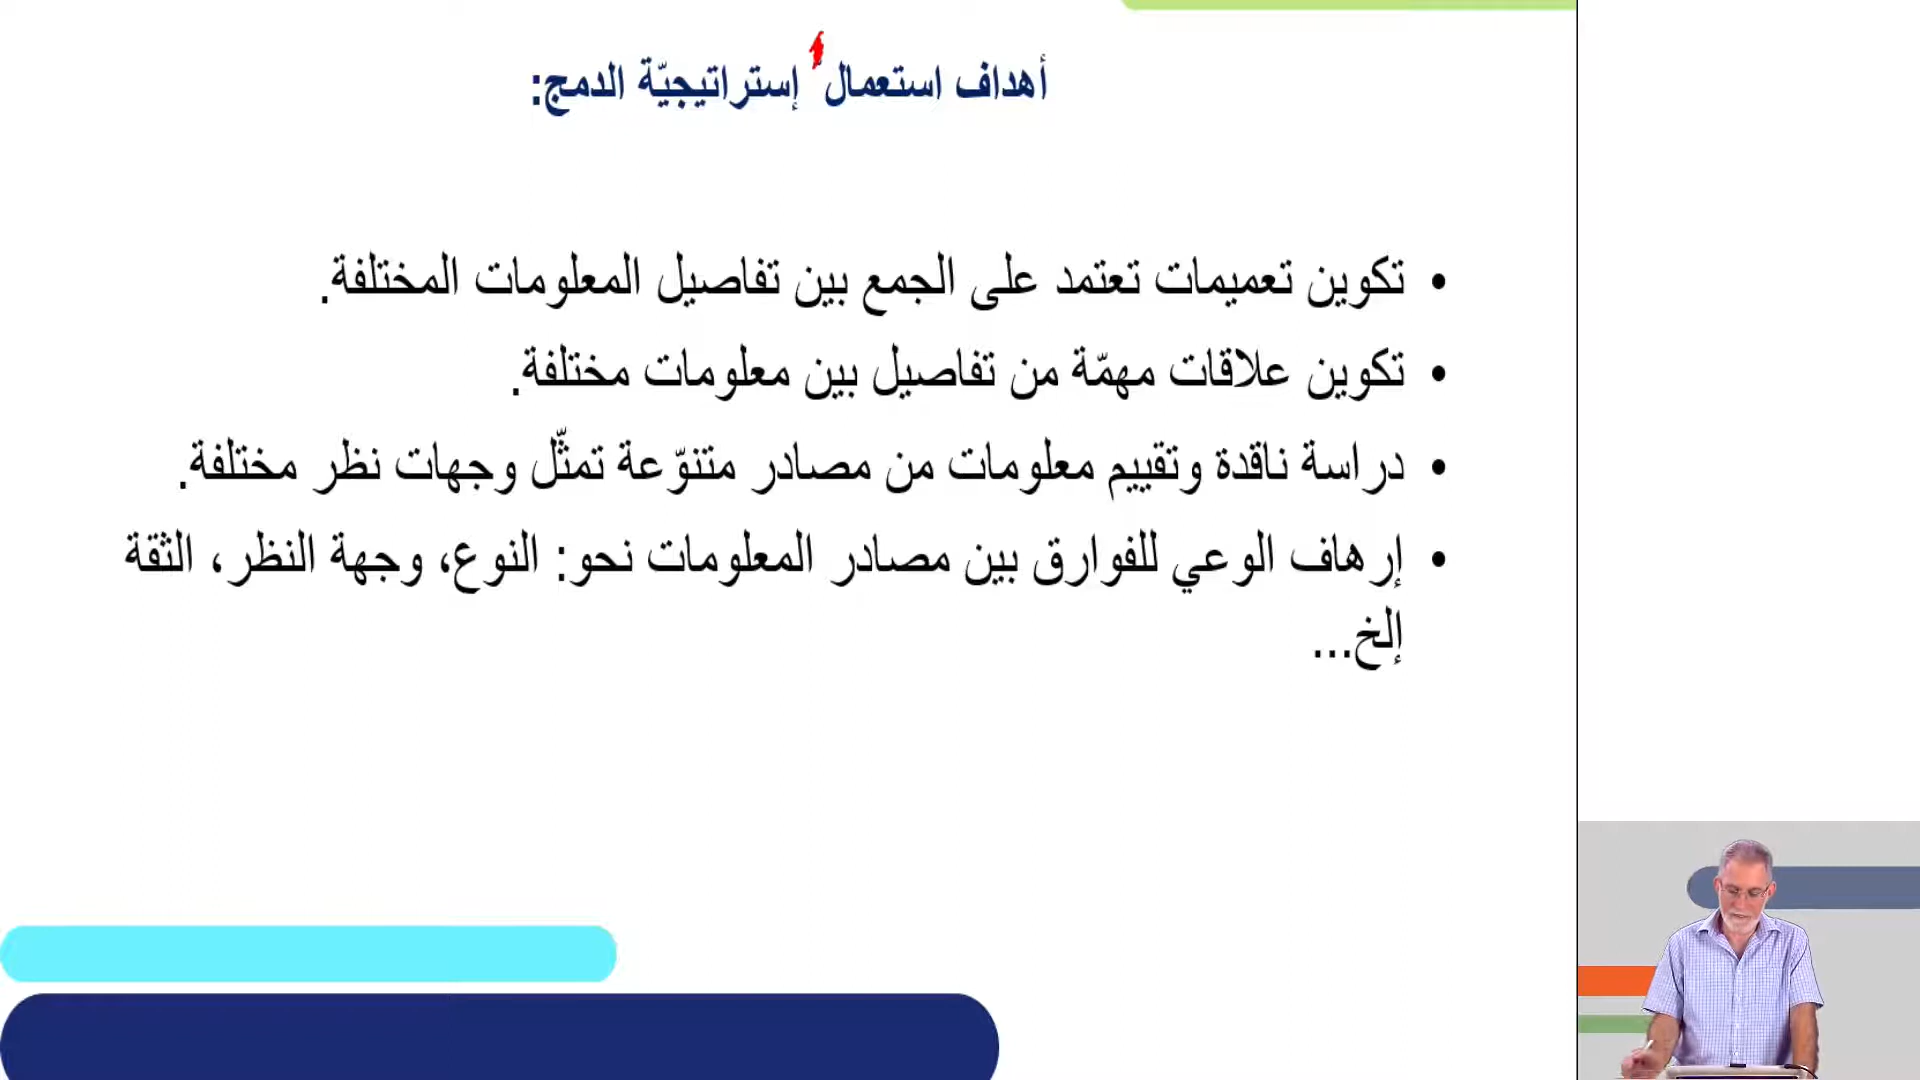 أهداف استعمال إستراتيجيّة الدمج:
• تكوين تعميمات تعتمد على الجمع بين تفاصيل المعلومات المختلفة.
• تكوين علاقات مهمّة من تفاصيل بين معلومات مختلفة.
• دراسة ناقدة وتقييم معلومات من مصادر متنوّعة تمثّل وجهات نظر مختلفة.
• إرهاف الوعي للفوارق بين مصادر المعلومات نحو: النوع، وجهة النظر، الثقة
إلخ...